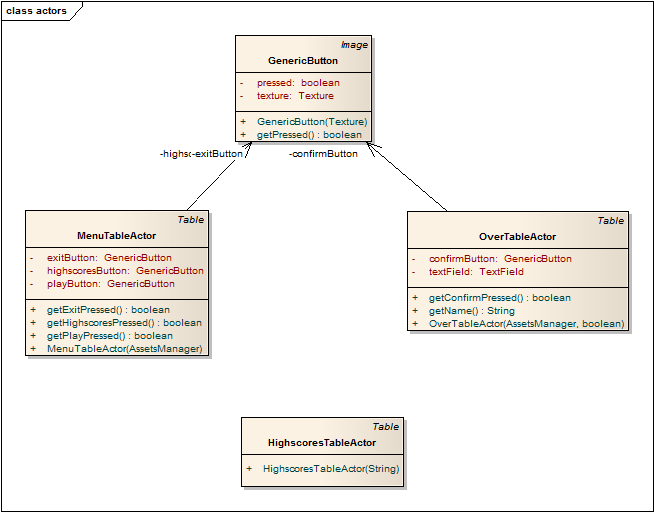 class actors
Image
GenericButton
- pressed: boolean
- texture: Texture
+ GenericButton(Texture)
+ getPressed() : boolean
-exitButton
-confirmButton
Table
MenuTableActor
- exitButton: GenericButton
- highscoresButton: GenericButton
- playButton: GenericButton
+ getExitPressed() : boolean
+ getHighscoresPressed() : boolean
+ getPlayPressed() : boolean
+ MenuTableActor(AssetsManager)
Table
OverTableActor
- confirmButton: GenericButton
- textField: TextField
+ getConfirmPressed() : boolean
+ getName() : String
+ OverTableActor(AssetsManager, boolean)
Table
HighscoresTableActor
+ HighscoresTableActor(String)